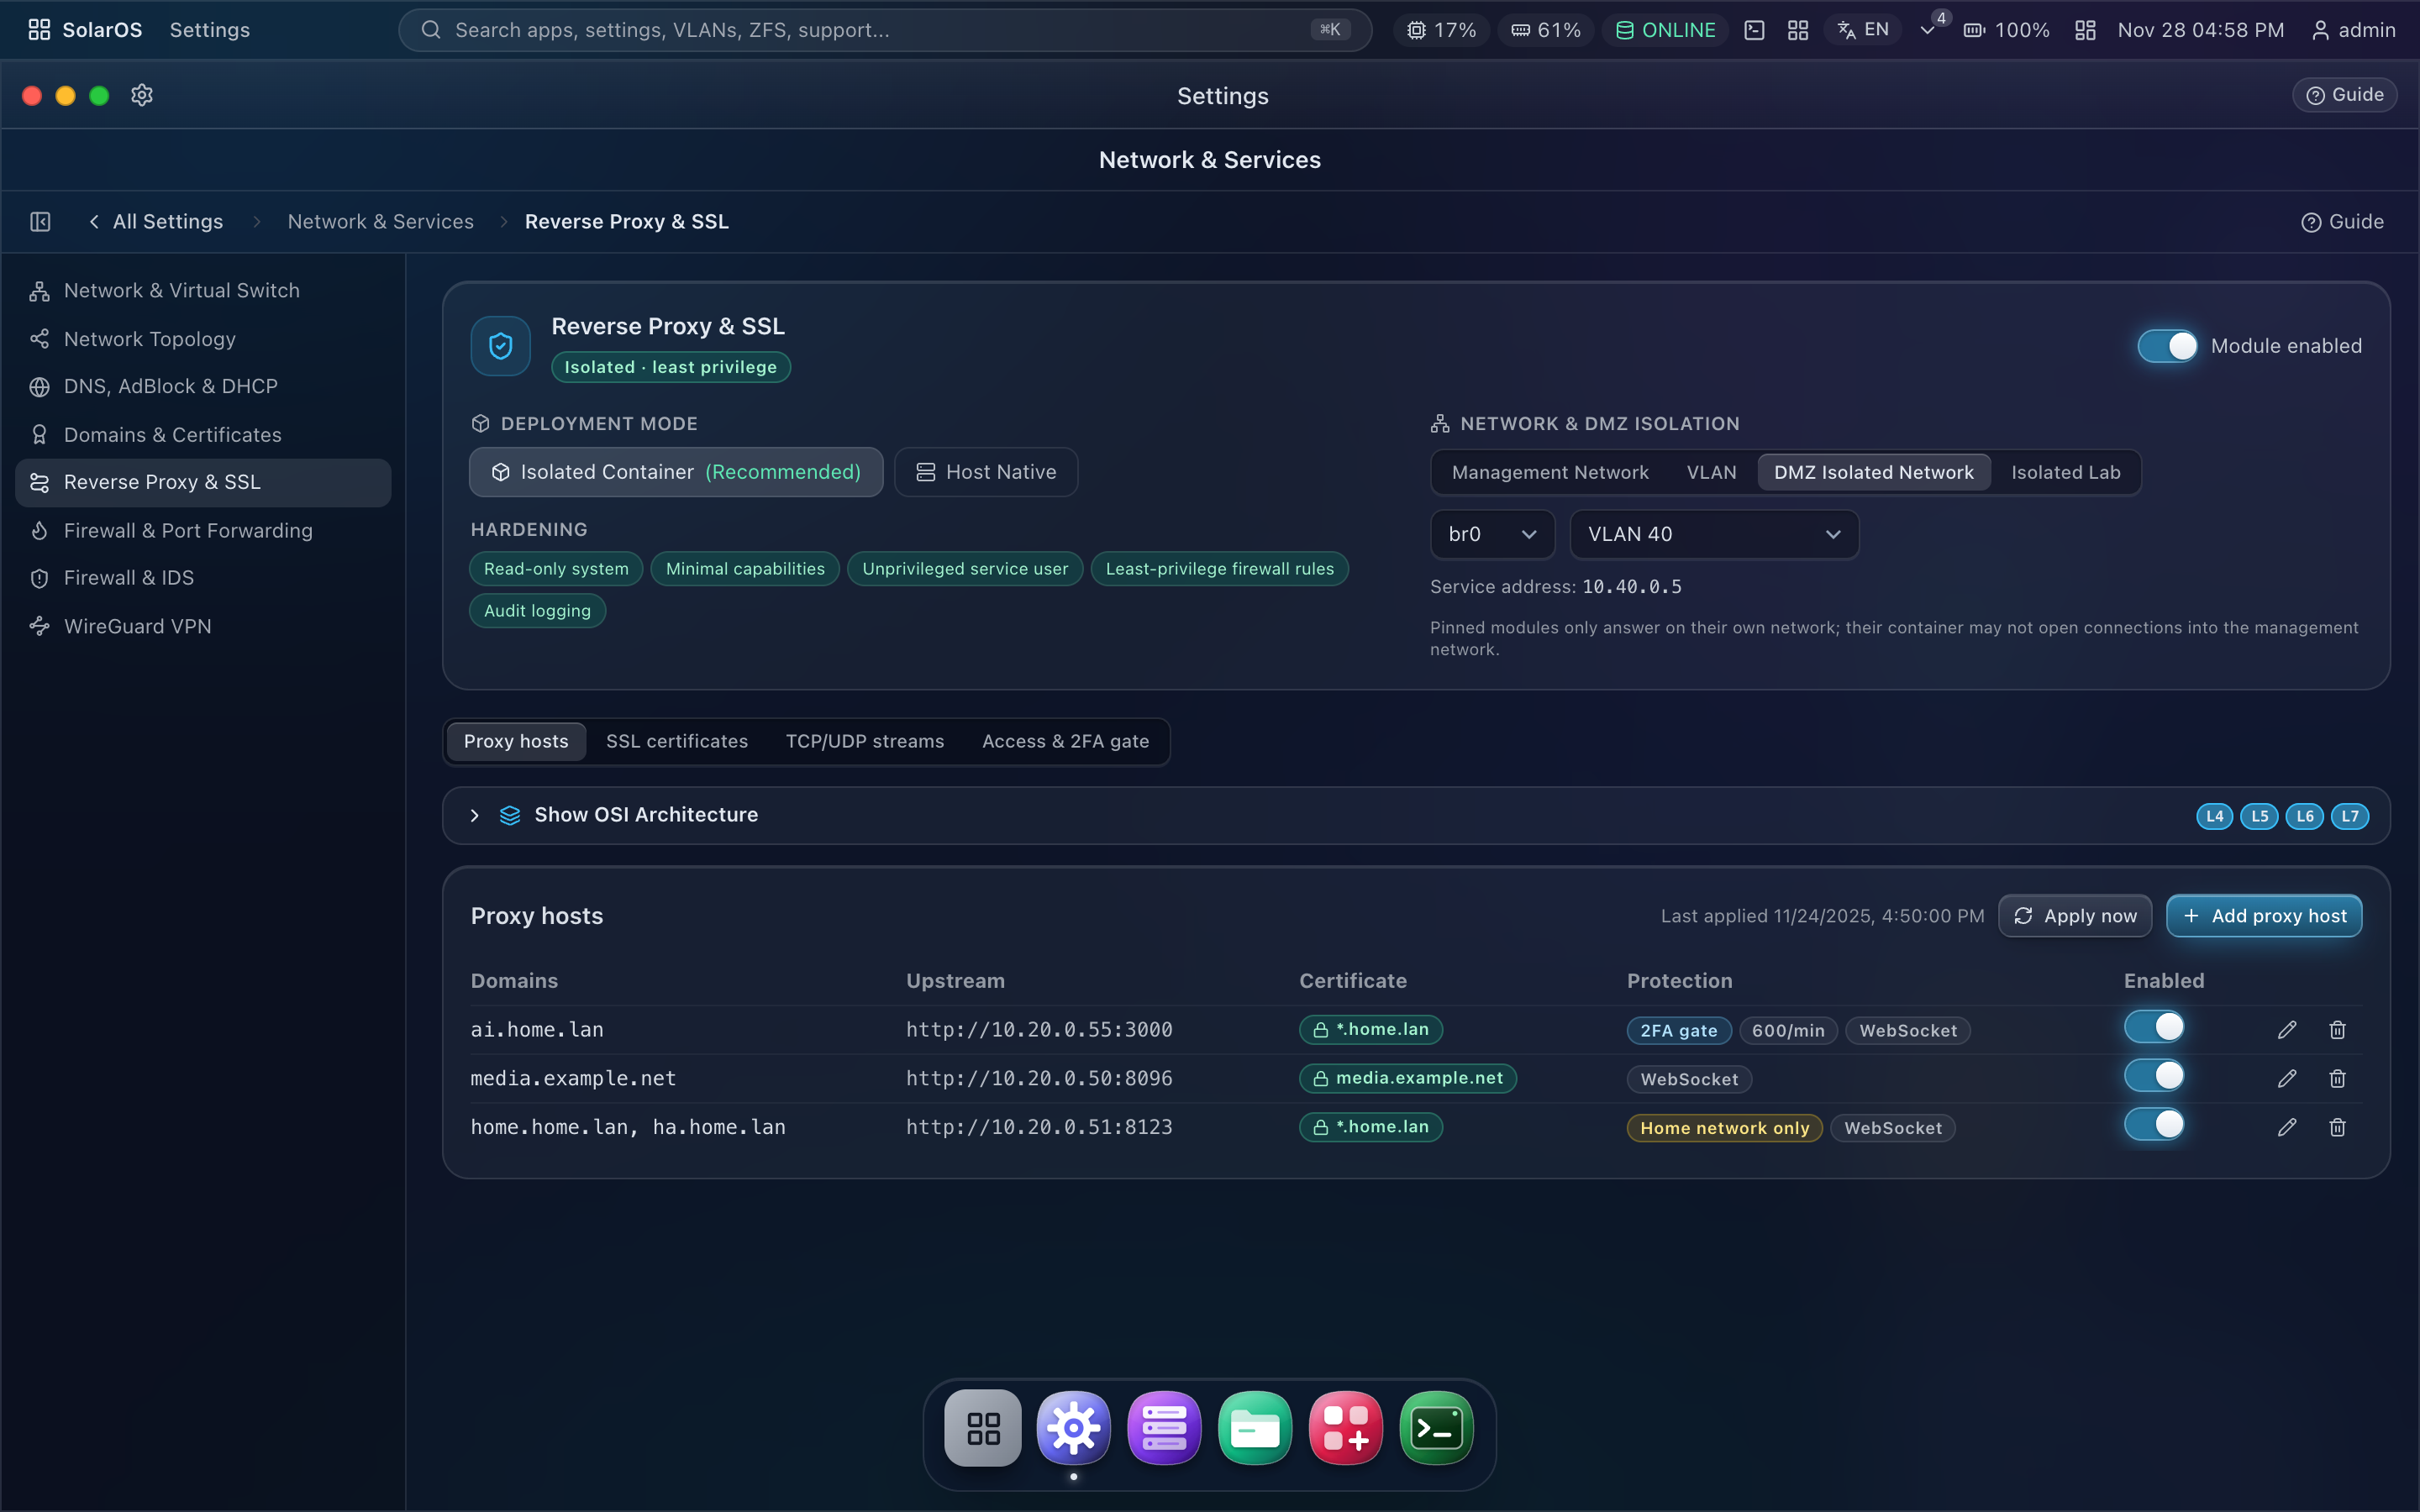 SolarOS Settings Search apps, settings, VLANs, ZFS, support... ⌘K 17% 61% ONLINE EN 4 100% Nov 28 04:58 PM admin
Settings Guide
Network & Services
All Settings Network & Services Reverse Proxy & SSL Guide
Network & Virtual Switch
Network Topology
DNS, AdBlock & DHCP
Domains & Certificates
Reverse Proxy & SSL
Firewall & Port Forwarding
Firewall & IDS
WireGuard VPN
Reverse Proxy & SSL
Isolated · least privilege
Module enabled
DEPLOYMENT MODE
Isolated Container (Recommended) Host Native
HARDENING
Read-only system Minimal capabilities Unprivileged service user Least-privilege firewall rules
Audit logging
NETWORK & DMZ ISOLATION
Management Network VLAN DMZ Isolated Network Isolated Lab
br0 VLAN 40
Service address: 10.40.0.5
Pinned modules only answer on their own network; their container may not open connections into the management
network.
Proxy hosts SSL certificates TCP/UDP streams Access & 2FA gate
Show OSI Architecture L4 L5 L6 L7
Proxy hosts Last applied 11/24/2025, 4:50:00 PM Apply now Add proxy host
Domains Upstream Certificate Protection Enabled
ai.home.lan http://10.20.0.55:3000 *.home.lan 2FA gate 600/min WebSocket
media.example.net http://10.20.0.50:8096 media.example.net WebSocket
home.home.lan, ha.home.lan http://10.20.0.51:8123 *.home.lan Home network only WebSocket